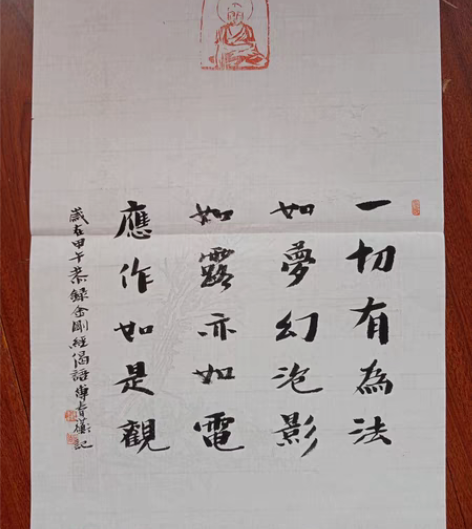 一切有為法
如夢幻泡影
如露亦如電
應作如是觀
歲在甲午恭錄金剛經偈語 記